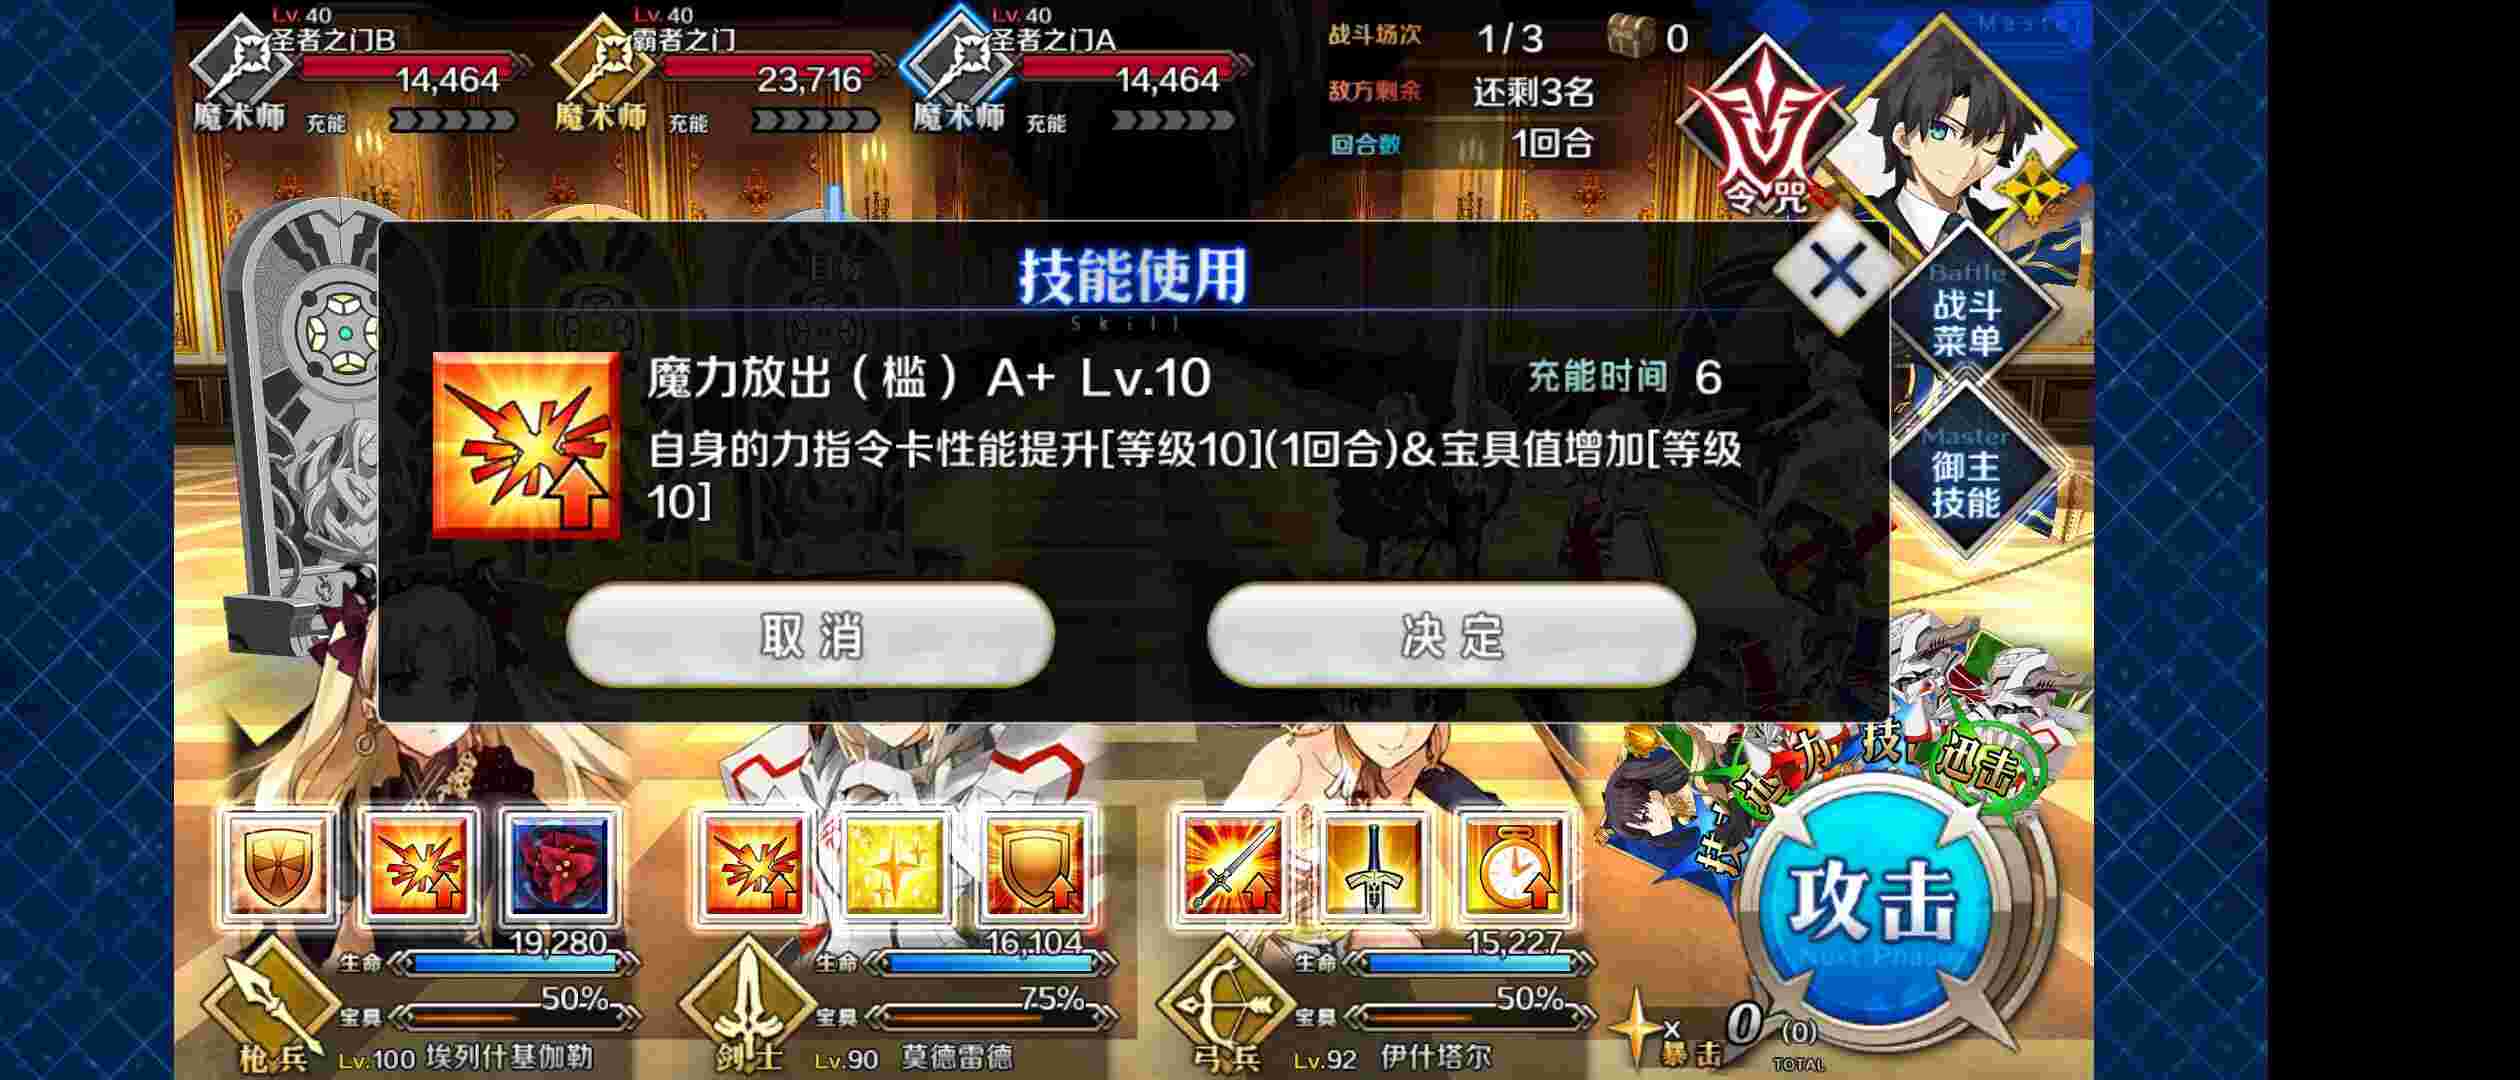 Lv. 40
圣者之门B
14,464
魔术师 充能
Lv. 40
霸者之门
23,716
魔术师 充能
Lv. 40
圣者之门A
14,464
魔术师 充能
战斗场次 1/3 0
敌方剩余 还剩3名
回合数 1回合
令咒
Master
目标
技能使用
Skill
魔力放出（槛）A+ Lv.10
充能时间 6
自身的力指令卡性能提升[等级10](1回合)&宝具值增加[等级
10]
取消
决定
Battle
战斗
菜单
Master
御主
技能
技 迅 力 技 迅击
攻击
Next Phase
19,280
生命
50%
宝具
枪兵 Lv.100 埃列什基伽勒
16,104
生命
75%
宝具
剑士 Lv.90 莫德雷德
15,227
生命
50%
宝具
弓兵 Lv.92 伊什塔尔
x
暴击 0 (0)
TOTAL